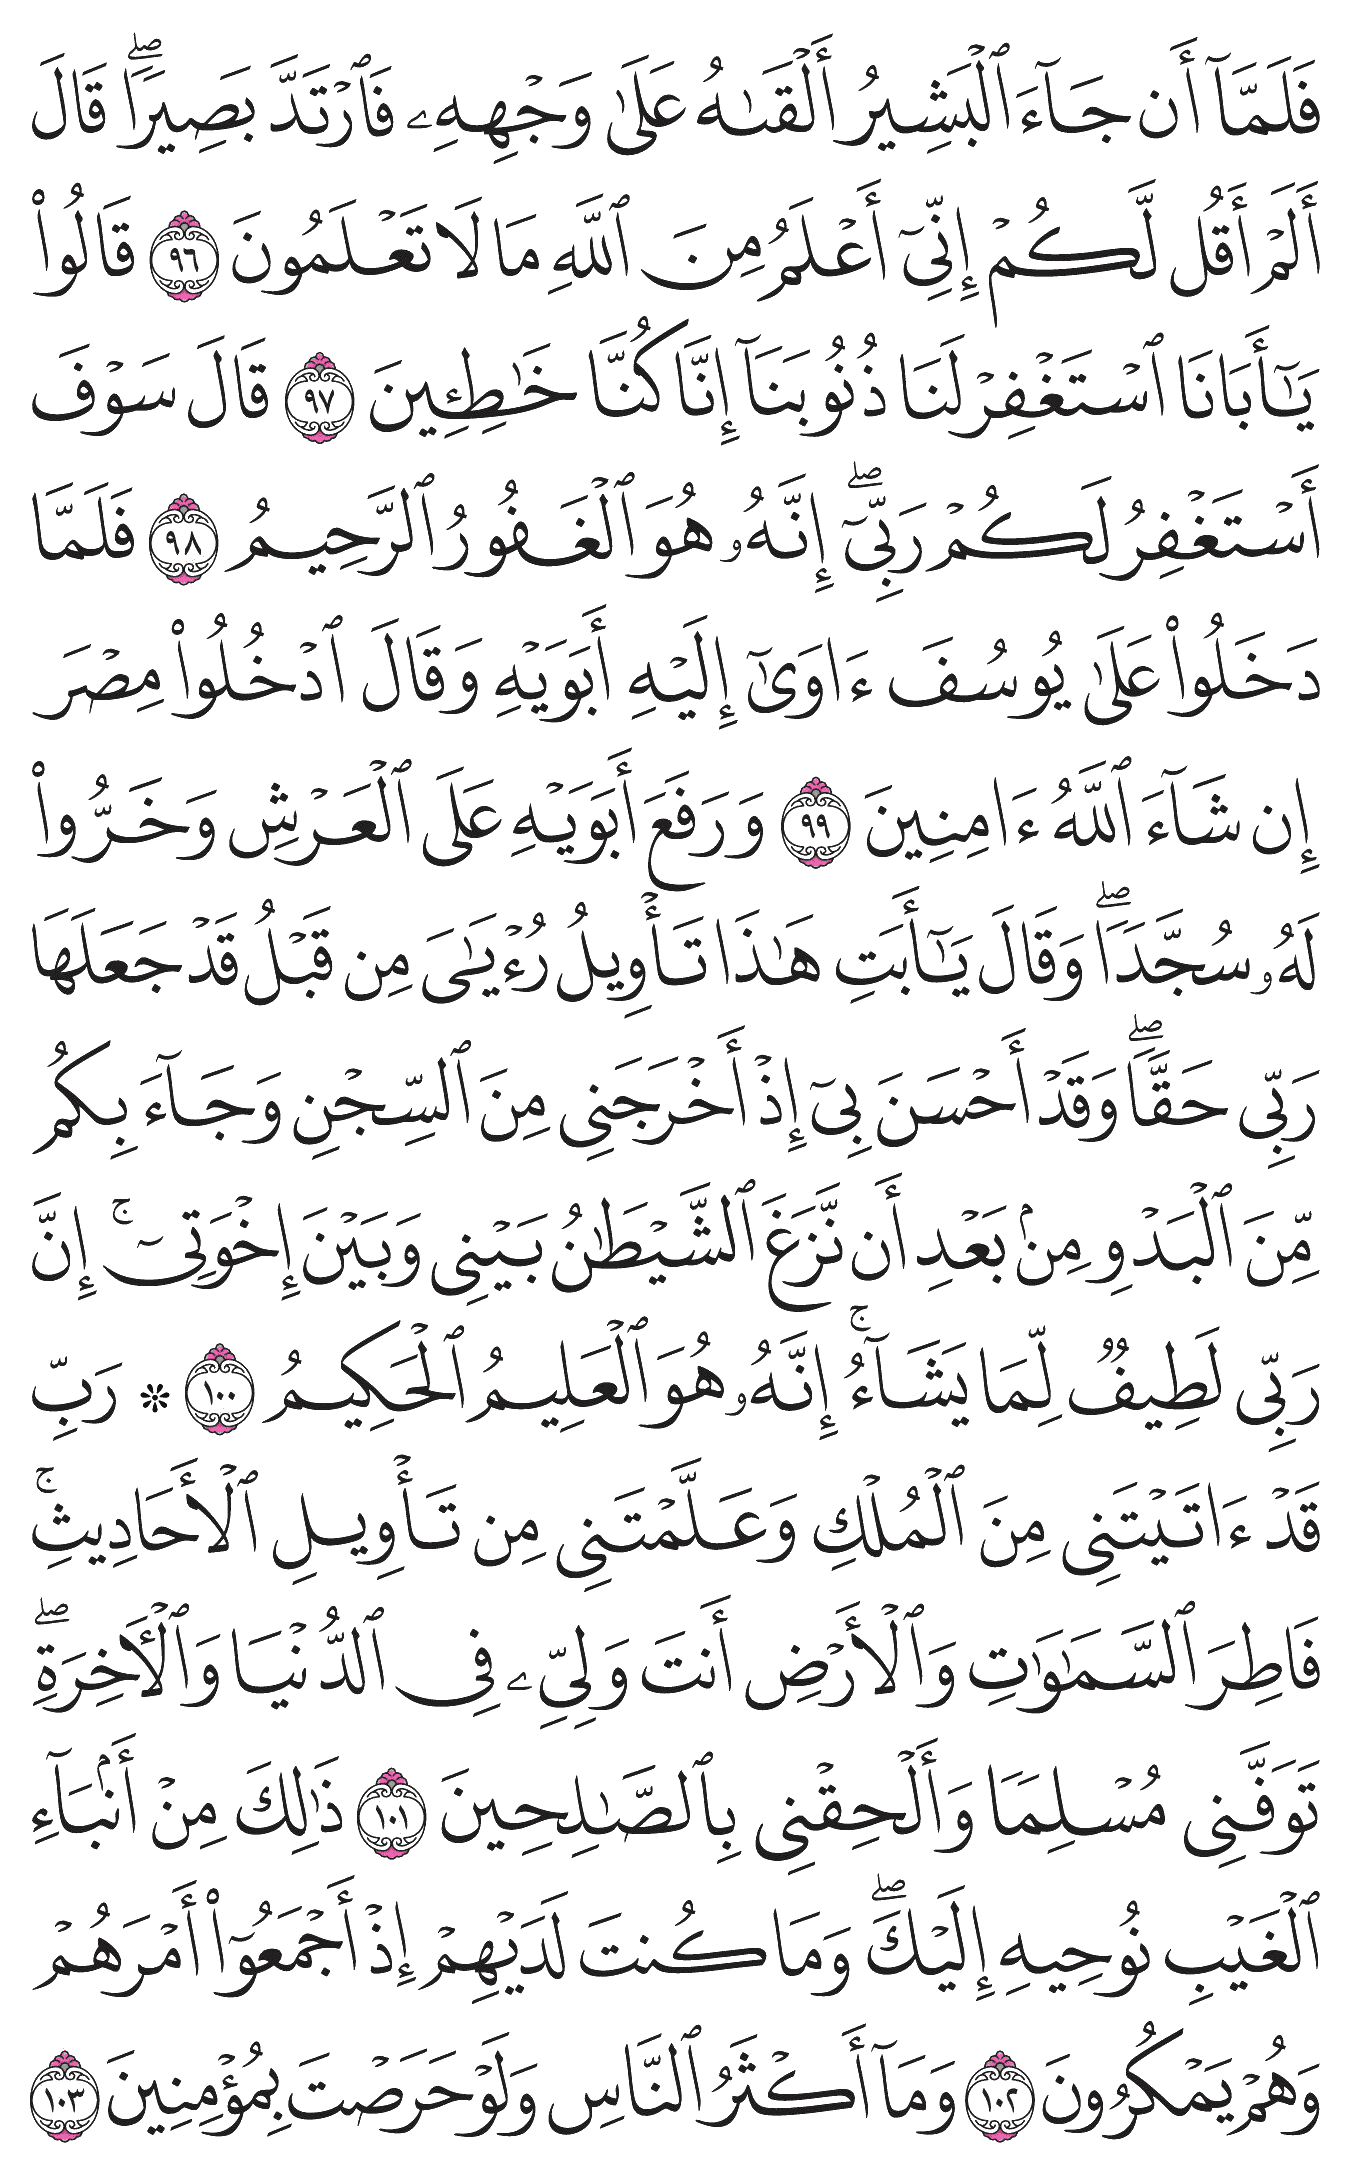 فَلَمَّآ أَن جَآءَ ٱلۡبَشِيرُ أَلۡقَىٰهُ عَلَىٰ وَجۡهِهِۦ فَٱرۡتَدَّ بَصِيرٗاۖ قَالَ
أَلَمۡ أَقُل لَّكُمۡ إِنِّيٓ أَعۡلَمُ مِنَ ٱللَّهِ مَا لَا تَعۡلَمُونَ ٩٦ قَالُواْ
يَٰٓأَبَانَا ٱسۡتَغۡفِرۡ لَنَا ذُنُوبَنَآ إِنَّا كُنَّا خَٰطِـِٔينَ ٩٧ قَالَ سَوۡفَ
أَسۡتَغۡفِرُ لَكُمۡ رَبِّيٓۖ إِنَّهُۥ هُوَ ٱلۡغَفُورُ ٱلرَّحِيمُ ٩٨ فَلَمَّا
دَخَلُواْ عَلَىٰ يُوسُفَ ءَاوَىٰٓ إِلَيۡهِ أَبَوَيۡهِ وَقَالَ ٱدۡخُلُواْ مِصۡرَ
إِن شَآءَ ٱللَّهُ ءَامِنِينَ ٩٩ وَرَفَعَ أَبَوَيۡهِ عَلَى ٱلۡعَرۡشِ وَخَرُّواْ
لَهُۥ سُجَّدٗاۖ وَقَالَ يَٰٓأَبَتِ هَٰذَا تَأۡوِيلُ رُءۡيَٰيَ مِن قَبۡلُ قَدۡ جَعَلَهَا
رَبِّي حَقّٗاۖ وَقَدۡ أَحۡسَنَ بِيٓ إِذۡ أَخۡرَجَنِي مِنَ ٱلسِّجۡنِ وَجَآءَ بِكُم
مِّنَ ٱلۡبَدۡوِ مِنۢ بَعۡدِ أَن نَّزَغَ ٱلشَّيۡطَٰنُ بَيۡنِي وَبَيۡنَ إِخۡوَتِيٓۚ إِنَّ
رَبِّي لَطِيفٞ لِّمَا يَشَآءُۚ إِنَّهُۥ هُوَ ٱلۡعَلِيمُ ٱلۡحَكِيمُ ١٠٠ ۞ رَبِّ
قَدۡ ءَاتَيۡتَنِي مِنَ ٱلۡمُلۡكِ وَعَلَّمۡتَنِي مِن تَأۡوِيلِ ٱلۡأَحَادِيثِۚ
فَاطِرَ ٱلسَّمَٰوَٰتِ وَٱلۡأَرۡضِ أَنتَ وَلِيِّۦ فِي ٱلدُّنۡيَا وَٱلۡأٓخِرَةِۖ
تَوَفَّنِي مُسۡلِمٗا وَأَلۡحِقۡنِي بِٱلصَّٰلِحِينَ ١٠١ ذَٰلِكَ مِنۡ أَنۢبَآءِ
ٱلۡغَيۡبِ نُوحِيهِ إِلَيۡكَۖ وَمَا كُنتَ لَدَيۡهِمۡ إِذۡ أَجۡمَعُوٓاْ أَمۡرَهُمۡ
وَهُمۡ يَمۡكُرُونَ ١٠٢ وَمَآ أَكۡثَرُ ٱلنَّاسِ وَلَوۡ حَرَصۡتَ بِمُؤۡمِنِينَ ١٠٣